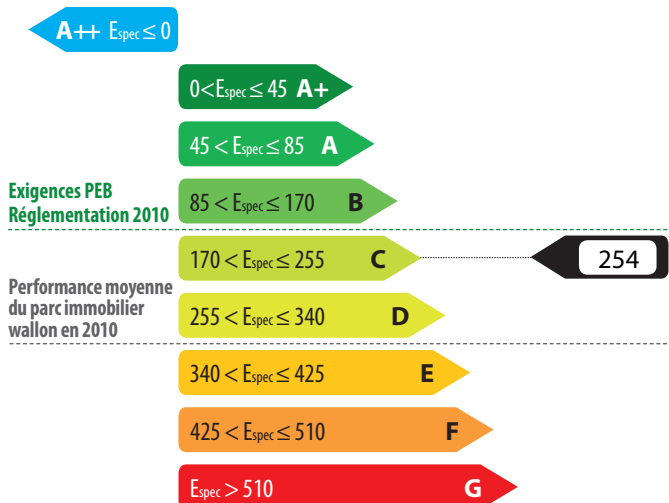 A++ Espec ≤ 0
0<Espec ≤ 45 A+
45 < Espec ≤ 85 A
Exigences PEB
Réglementation 2010
85 < Espec ≤ 170 B
170 < Espec ≤ 255 C
254
Performance moyenne
du parc immobilier
wallon en 2010
255 < Espec ≤ 340 D
340 < Espec ≤ 425 E
425 < Espec ≤ 510 F
Espec > 510 G